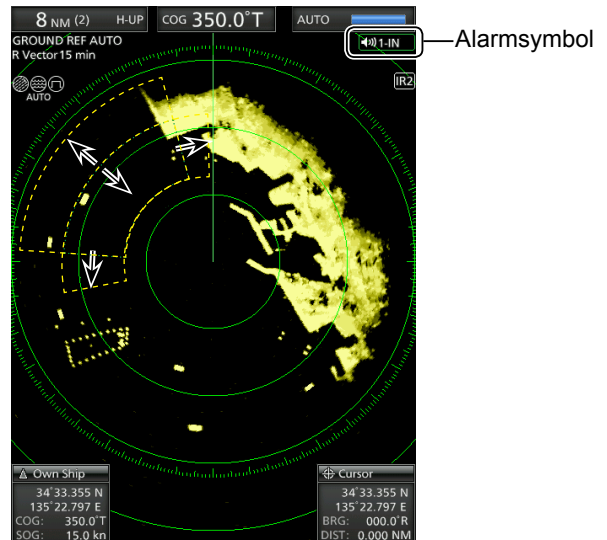 8 NM (2) H-UP COG 350.0°T AUTO
GROUND REF AUTO
R Vector 15 min
1-IN
Alarmsymbol
IR2
AUTO
Own Ship
34°33.355 N
135°22.797 E
COG: 350.0°T
SOG: 15.0 kn
Cursor
34°33.355 N
135°22.797 E
BRG: 000.0°R
DIST: 0.000 NM